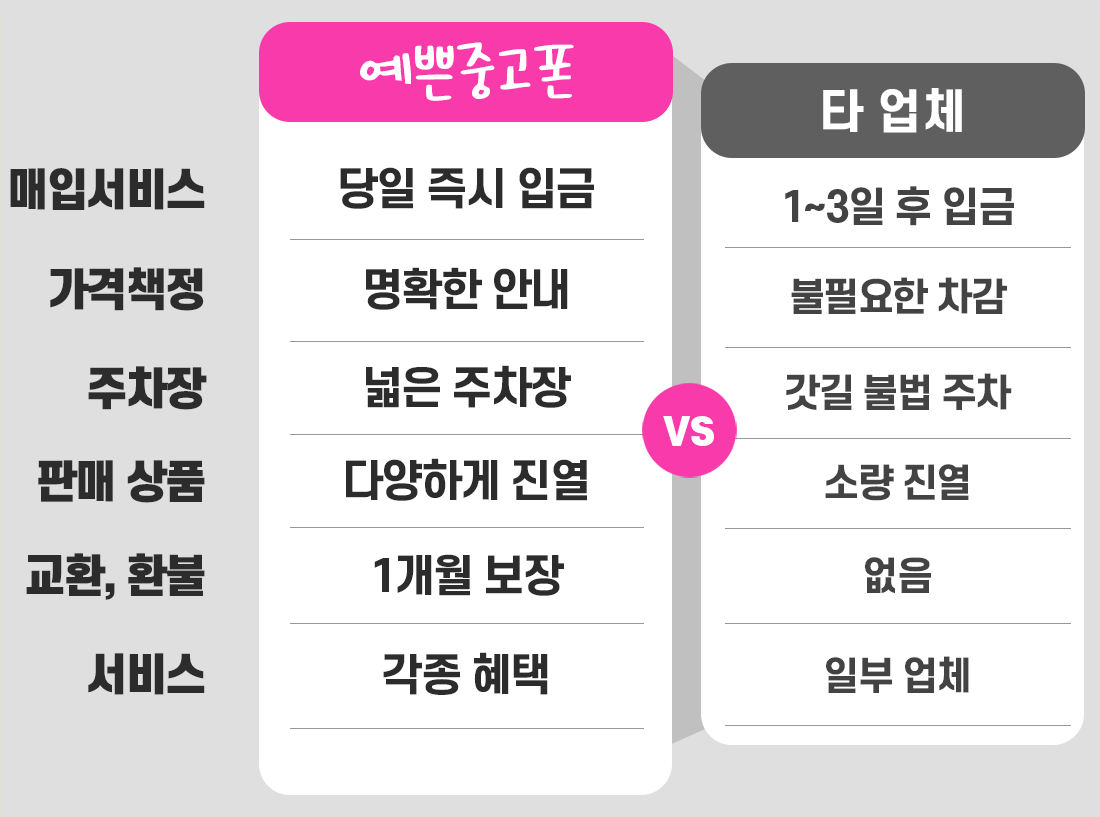 예쁜중고폰
타 업체
매입서비스 당일 즉시 입금 1~3일 후 입금
가격책정 명확한 안내 불필요한 차감
주차장 넓은 주차장 갓길 불법 주차
VS
판매 상품 다양하게 진열 소량 진열
교환, 환불 1개월 보장 없음
서비스 각종 혜택 일부 업체